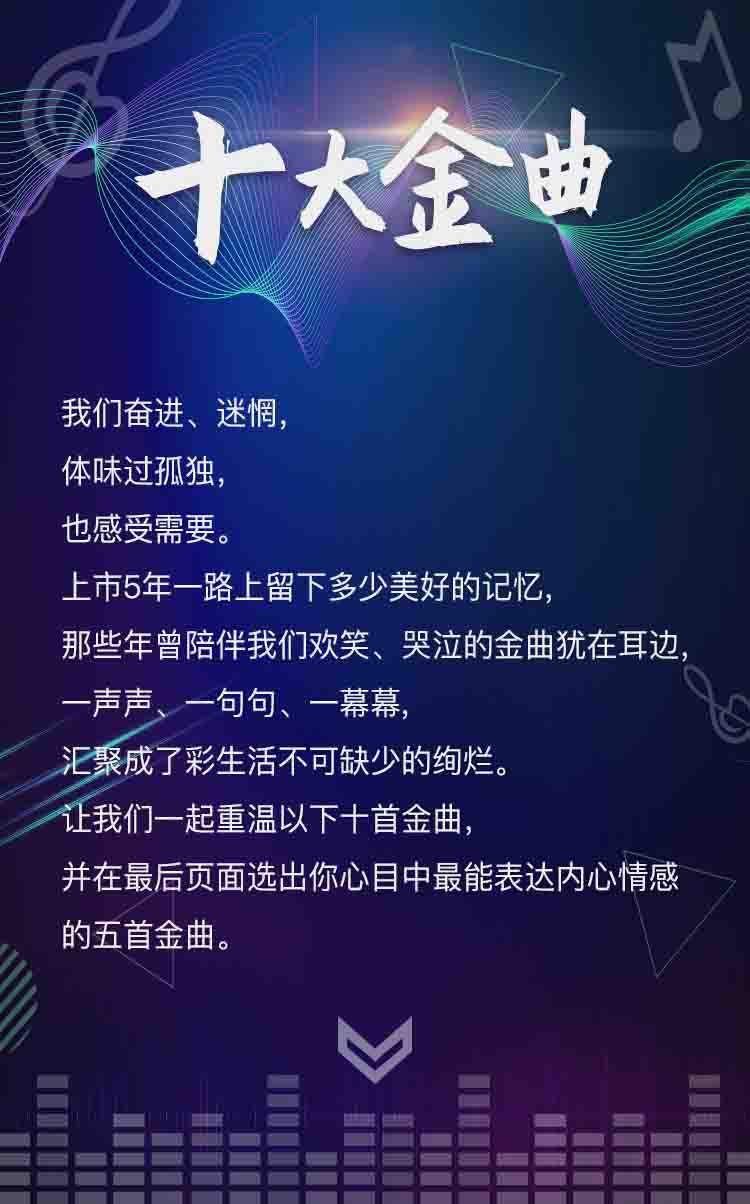 十大金曲
我们奋进、迷惘,
体味过孤独,
也感受需要。
上市5年一路上留下多少美好的记忆,
那些年曾陪伴我们欢笑、哭泣的金曲犹在耳边,
一声声、一句句、一幕幕,
汇聚成了彩生活不可缺少的绚烂。
让我们一起重温以下十首金曲,
并在最后页面选出你心目中最能表达内心情感
的五首金曲。